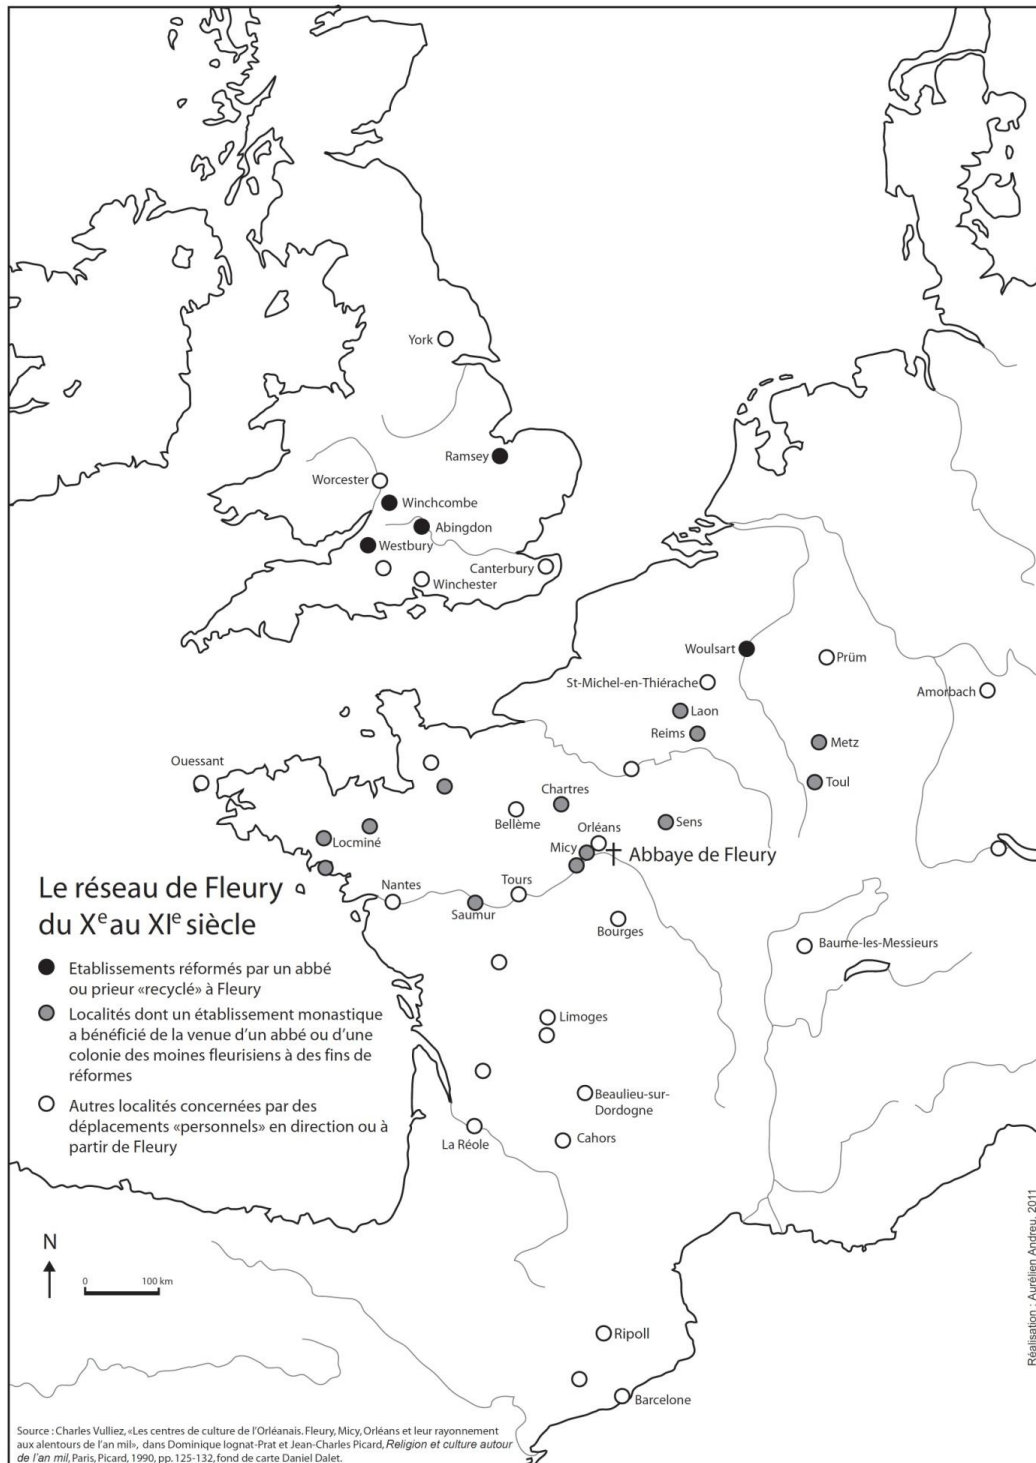 York
Ramsey
Worcester
Winchcombe
Abingdon
Westbury
Canterbury
Winchester
Woulsart
Prüm
St-Michel-en-Thiérache
Amorbach
Laon
Reims
Metz
Ouessant
Toul
Chartres
Bellème
Sens
Orléans
Locminé
Micy
Abbaye de Fleury
Le réseau de Fleury
du Xe au XIe siècle
Nantes
Tours
Saumur
Bourges
Baume-les-Messieurs
Etablissements réformés par un abbé
ou prieur «recyclé» à Fleury
Localités dont un établissement monastique
a bénéficié de la venue d'un abbé ou d'une
colonie des moines fleurisiens à des fins de
réformes
Autres localités concernées par des
déplacements «personnels» en direction ou à
partir de Fleury
Limoges
Beaulieu-sur-
Dordogne
La Réole
Cahors
N
0 100 km
Ripoll
Barcelone
Réalisation : Aurélien Andreu, 2011
Source : Charles Vulliez, «Les centres de culture de l'Orléanais. Fleury, Micy, Orléans et leur rayonnement
aux alentours de l'an mil», dans Dominique Iognat-Prat et Jean-Charles Picard, Religion et culture autour
de l'an mil, Paris, Picard, 1990, pp. 125-132, fond de carte Daniel Dalet.